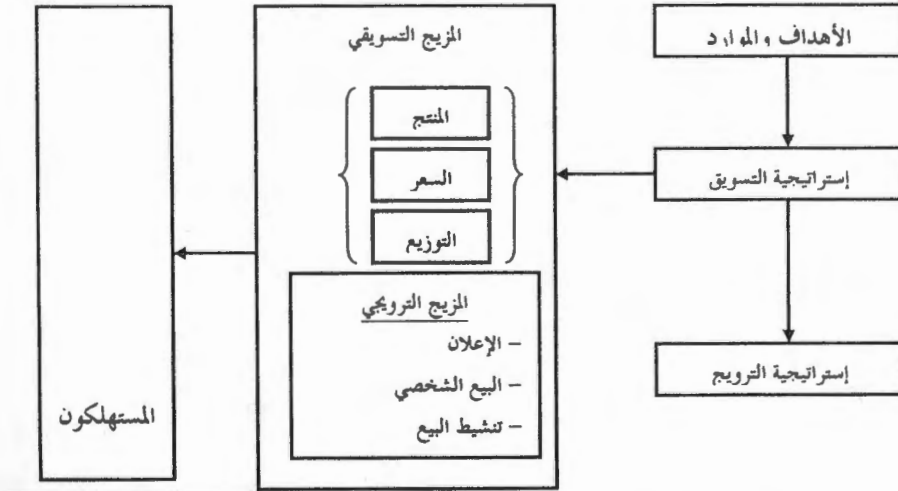 الأهداف والموارد
إستراتيجية التسويق
إستراتيجية الترويج
المزيج التسويقي
المنتج
السعر
التوزيع
المزيج الترويجي
– الإعلان
– البيع الشخصي
– تنشيط البيع
المستهلكون